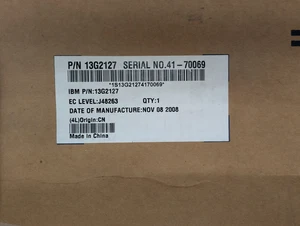 P/N 13G2127 SERIAL NO.41-70069
*1S13G21274170069*
IBM P/N:13G2127
EC LEVEL:J48263 QTY:1
DATE OF MANUFACTURE:NOV 08 2008
(4L)Origin:CN
Made In China